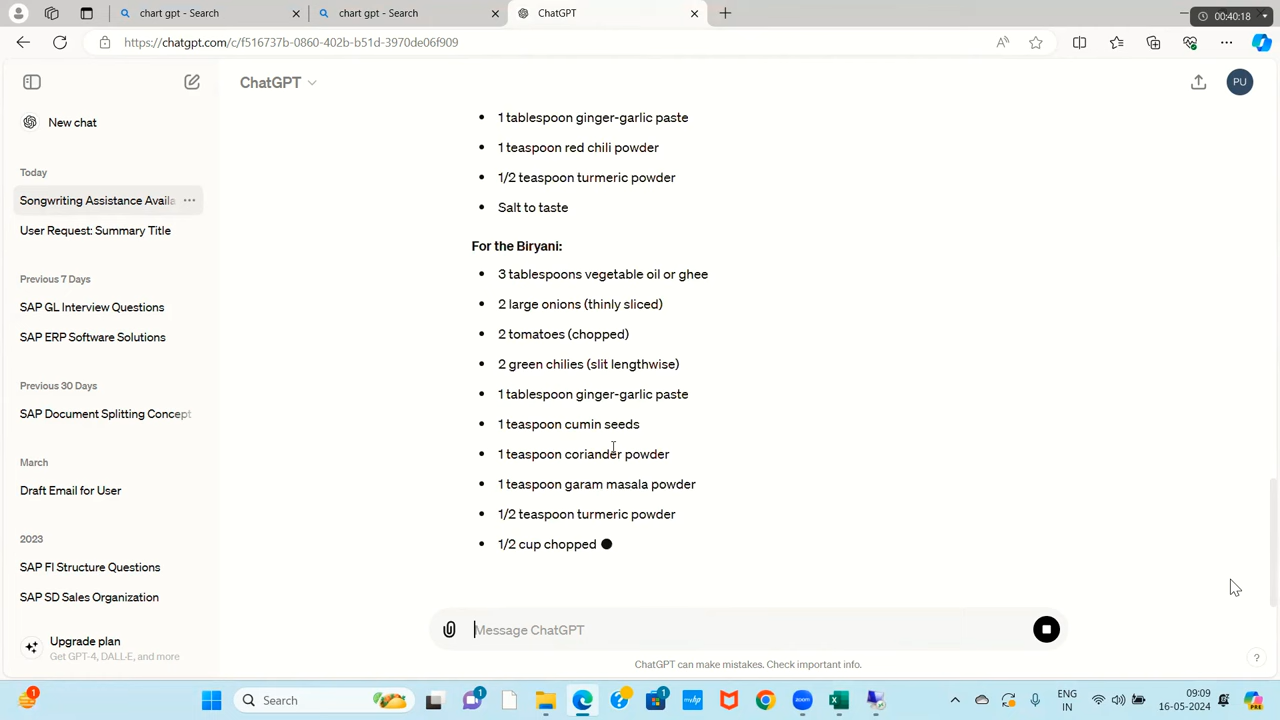 chart gpt - Search
chart gpt - Search
ChatGPT
00:40:18
https://chatgpt.com/c/f516737b-0860-402b-b51d-3970de06f909
ChatGPT
PU
New chat
Today
Songwriting Assistance Availa
User Request: Summary Title
Previous 7 Days
SAP GL Interview Questions
SAP ERP Software Solutions
Previous 30 Days
SAP Document Splitting Concept
March
Draft Email for User
2023
SAP FI Structure Questions
SAP SD Sales Organization
Upgrade plan
Get GPT-4, DALL·E, and more
• 1 tablespoon ginger-garlic paste
• 1 teaspoon red chili powder
• 1/2 teaspoon turmeric powder
• Salt to taste
For the Biryani:
• 3 tablespoons vegetable oil or ghee
• 2 large onions (thinly sliced)
• 2 tomatoes (chopped)
• 2 green chilies (slit lengthwise)
• 1 tablespoon ginger-garlic paste
• 1 teaspoon cumin seeds
• 1 teaspoon coriander powder
• 1 teaspoon garam masala powder
• 1/2 teaspoon turmeric powder
• 1/2 cup chopped
Message ChatGPT
ChatGPT can make mistakes. Check important info.
?
1
Search
1
1
myhp
zoom
ENG
IN
09:09
16-05-2024
PRE